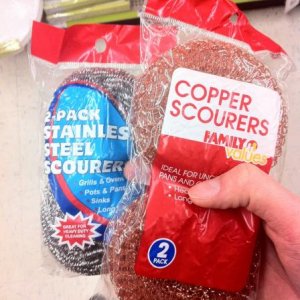 2-PACK
STAINLESS
STEEL
SCOURERS
Grills & Ovens
Pots & Pans
Sinks
GREAT FOR
HEAVY DUTY
CLEANING
COPPER
SCOURERS
FAMILY
values
IDEAL FOR
PANS AND
2
PACK